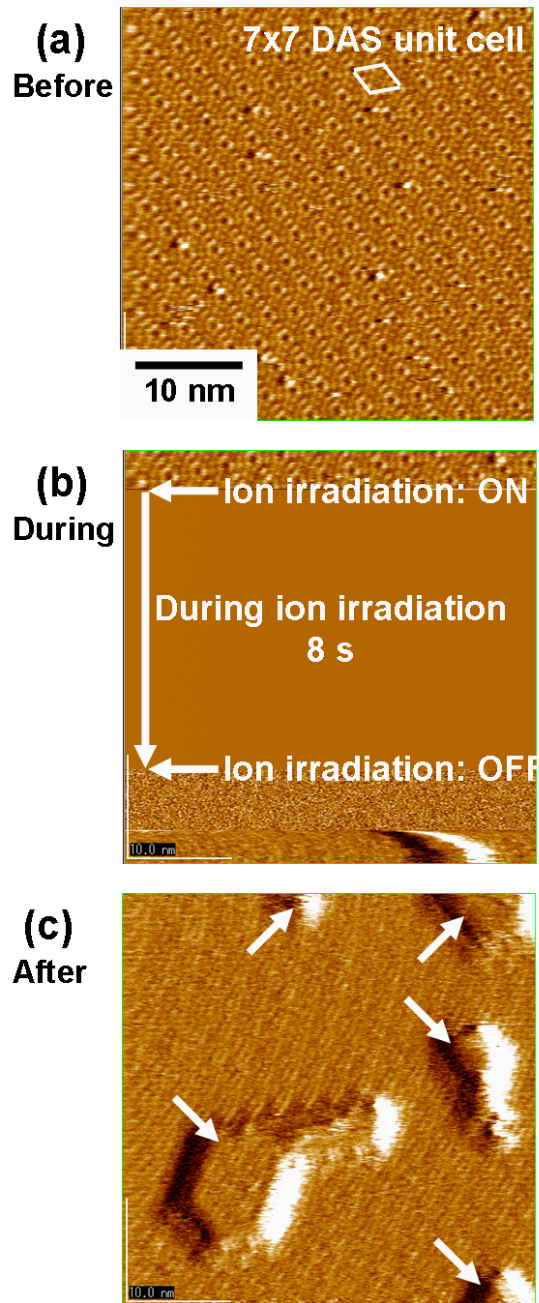 (a)
Before
7x7 DAS unit cell
10 nm
(b)
During
Ion irradiation: ON
During ion irradiation
8 s
Ion irradiation: OFF
10.0 nm
(c)
After
10.0 nm